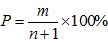 P = m/(n+1) × 100%